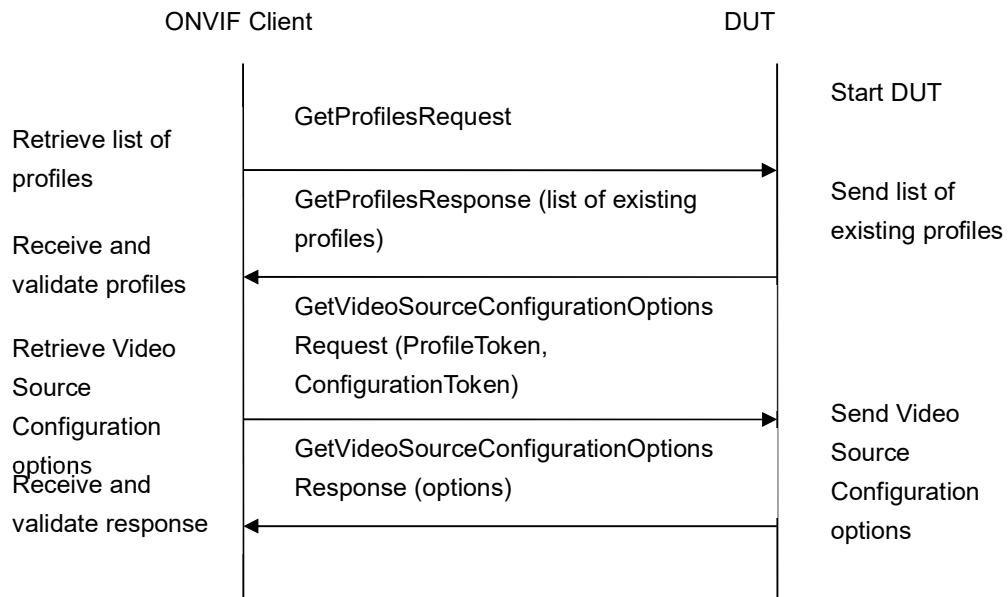 ONVIF Client
DUT
Start DUT
GetProfilesRequest
Retrieve list of
profiles
GetProfilesResponse (list of existing
profiles)
Send list of
existing profiles
Receive and
validate profiles
GetVideoSourceConfigurationOptions
Request (ProfileToken,
ConfigurationToken)
Retrieve Video
Source
Configuration
options
Send Video
Source
Configuration
options
GetVideoSourceConfigurationOptions
Response (options)
Receive and
validate response